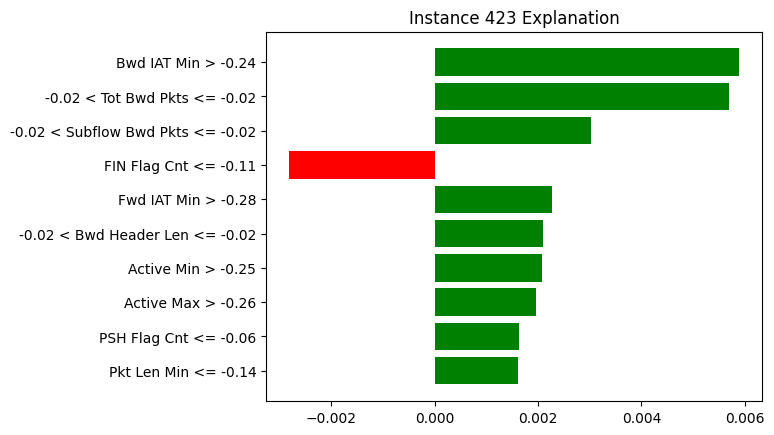 Instance 423 Explanation
Bwd IAT Min > -0.24
-0.02 < Tot Bwd Pkts <= -0.02
-0.02 < Subflow Bwd Pkts <= -0.02
FIN Flag Cnt <= -0.11
Fwd IAT Min > -0.28
-0.02 < Bwd Header Len <= -0.02
Active Min > -0.25
Active Max > -0.26
PSH Flag Cnt <= -0.06
Pkt Len Min <= -0.14
−0.002 0.000 0.002 0.004 0.006